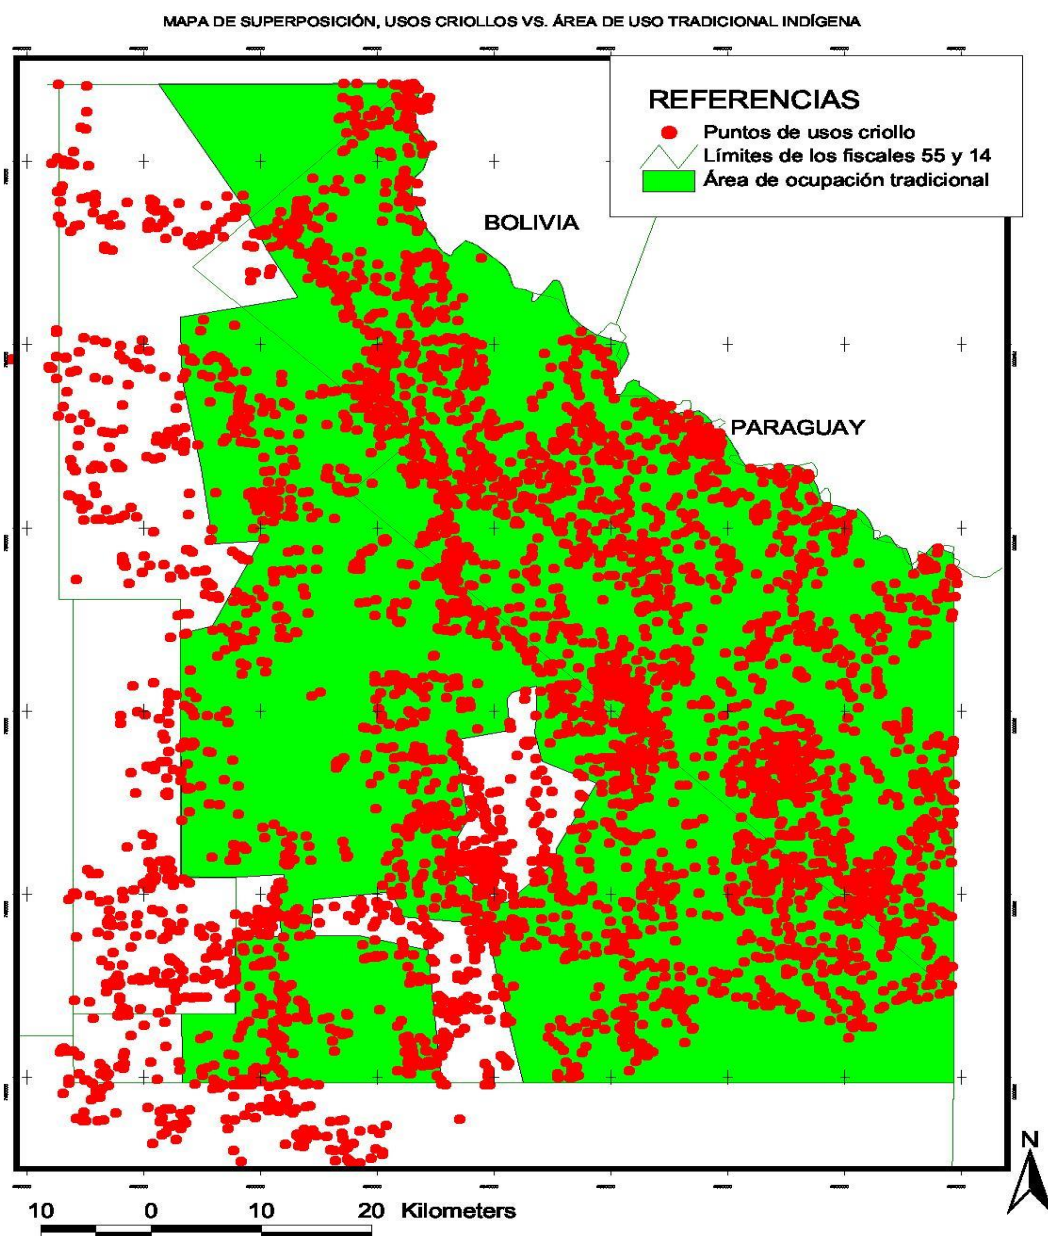 MAPA DE SUPERPOSICIÓN, USOS CRIOLLOS VS. ÁREA DE USO TRADICIONAL INDÍGENA
REFERENCIAS
Puntos de usos criollo
Límites de los fiscales 55 y 14
Área de ocupación tradicional
BOLIVIA
PARAGUAY
N
10 0 10 20 Kilometers